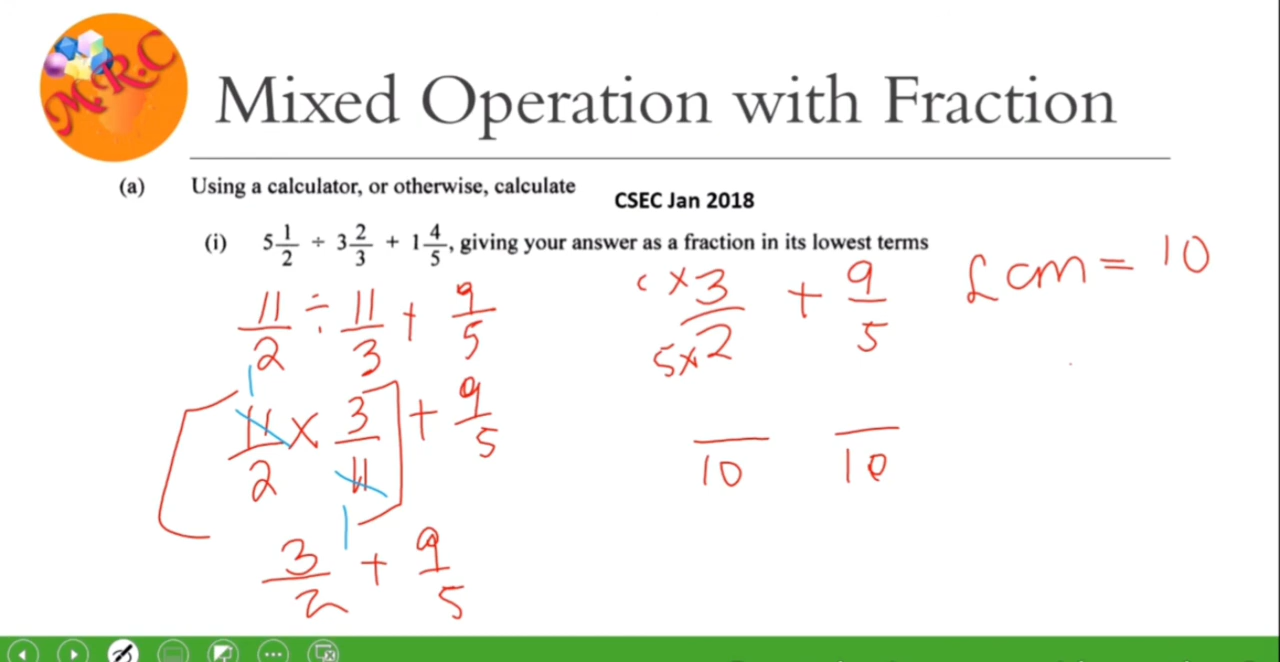 M.R.C
Mixed Operation with Fraction
(a) Using a calculator, or otherwise, calculate
CSEC Jan 2018
(i) 5 1/2 ÷ 3 2/3 + 1 4/5, giving your answer as a fraction in its lowest terms
11/2 ÷ 11/3 + 9/5
1
11/2 × 3/11 + 9/5
1
3/2 + 9/5
×3/5×2 + 9/5
Lcm = 10
/10 /10